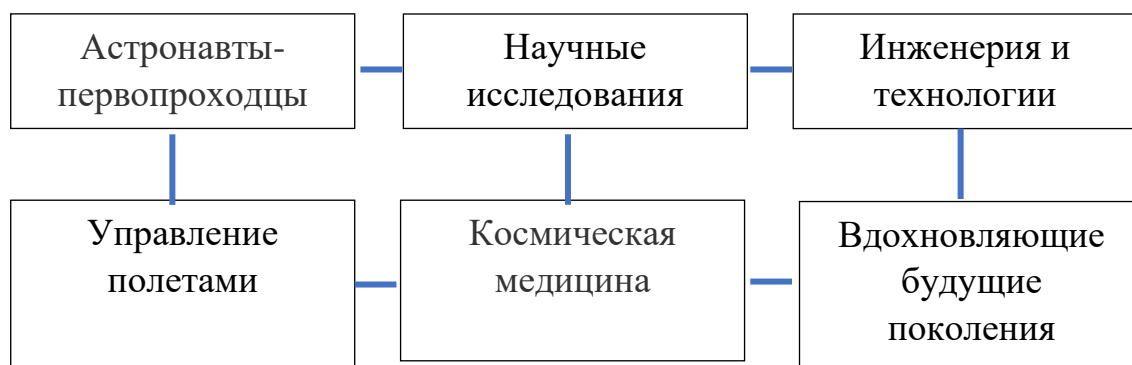 Астронавты-
первопроходцы
Научные
исследования
Инженерия и
технологии
Управление
полетами
Космическая
медицина
Вдохновляющие
будущие
поколения